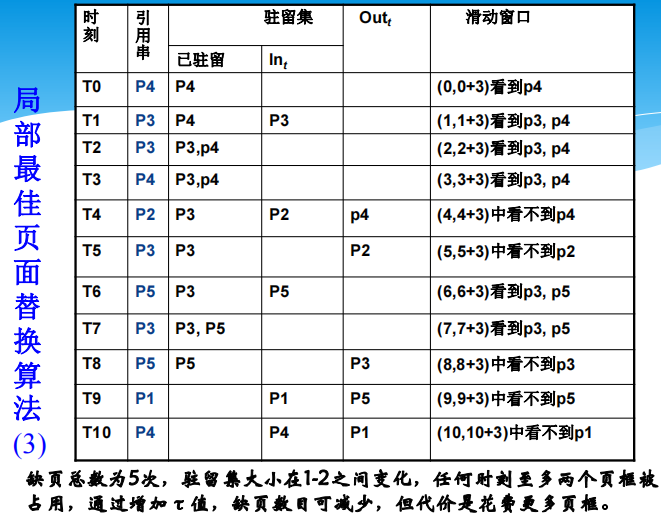 局部最佳页面替换算法(3)
时刻 引用串 驻留集 Outₜ 滑动窗口
已驻留 Inₜ
T0 P4 P4 (0,0+3)看到p4
T1 P3 P4 P3 (1,1+3)看到p3, p4
T2 P3 P3,p4 (2,2+3)看到p3, p4
T3 P4 P3,p4 (3,3+3)看到p3, p4
T4 P2 P3 P2 p4 (4,4+3)中看不到p4
T5 P3 P3 P2 (5,5+3)中看不到p2
T6 P5 P3 P5 (6,6+3)看到p3, p5
T7 P3 P3, P5 (7,7+3)看到p3, p5
T8 P5 P5 P3 (8,8+3)中看不到p3
T9 P1 P1 P5 (9,9+3)中看不到p5
T10 P4 P4 P1 (10,10+3)中看不到p1
缺页总数为5次，驻留集大小在1-2之间变化，任何时刻至多两个页框被
占用，通过增加τ值，缺页数目可减少，但代价是花费更多页框。